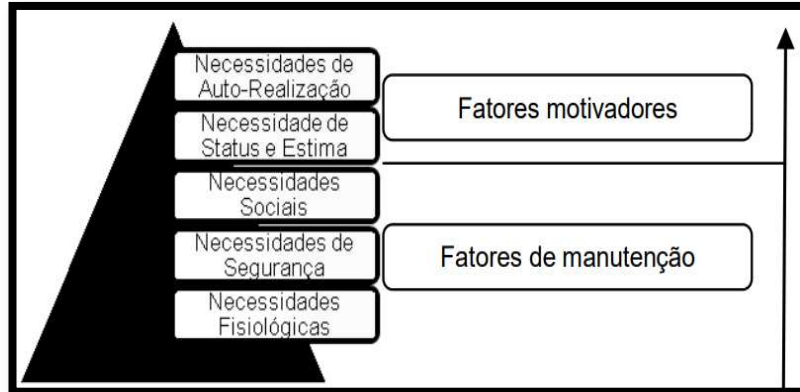 Necessidades de
Auto-Realização
Fatores motivadores
Necessidade de
Status e Estima
Necessidades
Sociais
Necessidades de
Segurança
Fatores de manutenção
Necessidades
Fisiológicas